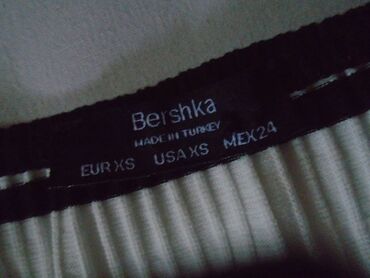 Bershka
MADE IN TURKEY
EUR XS USA XS MEX 24